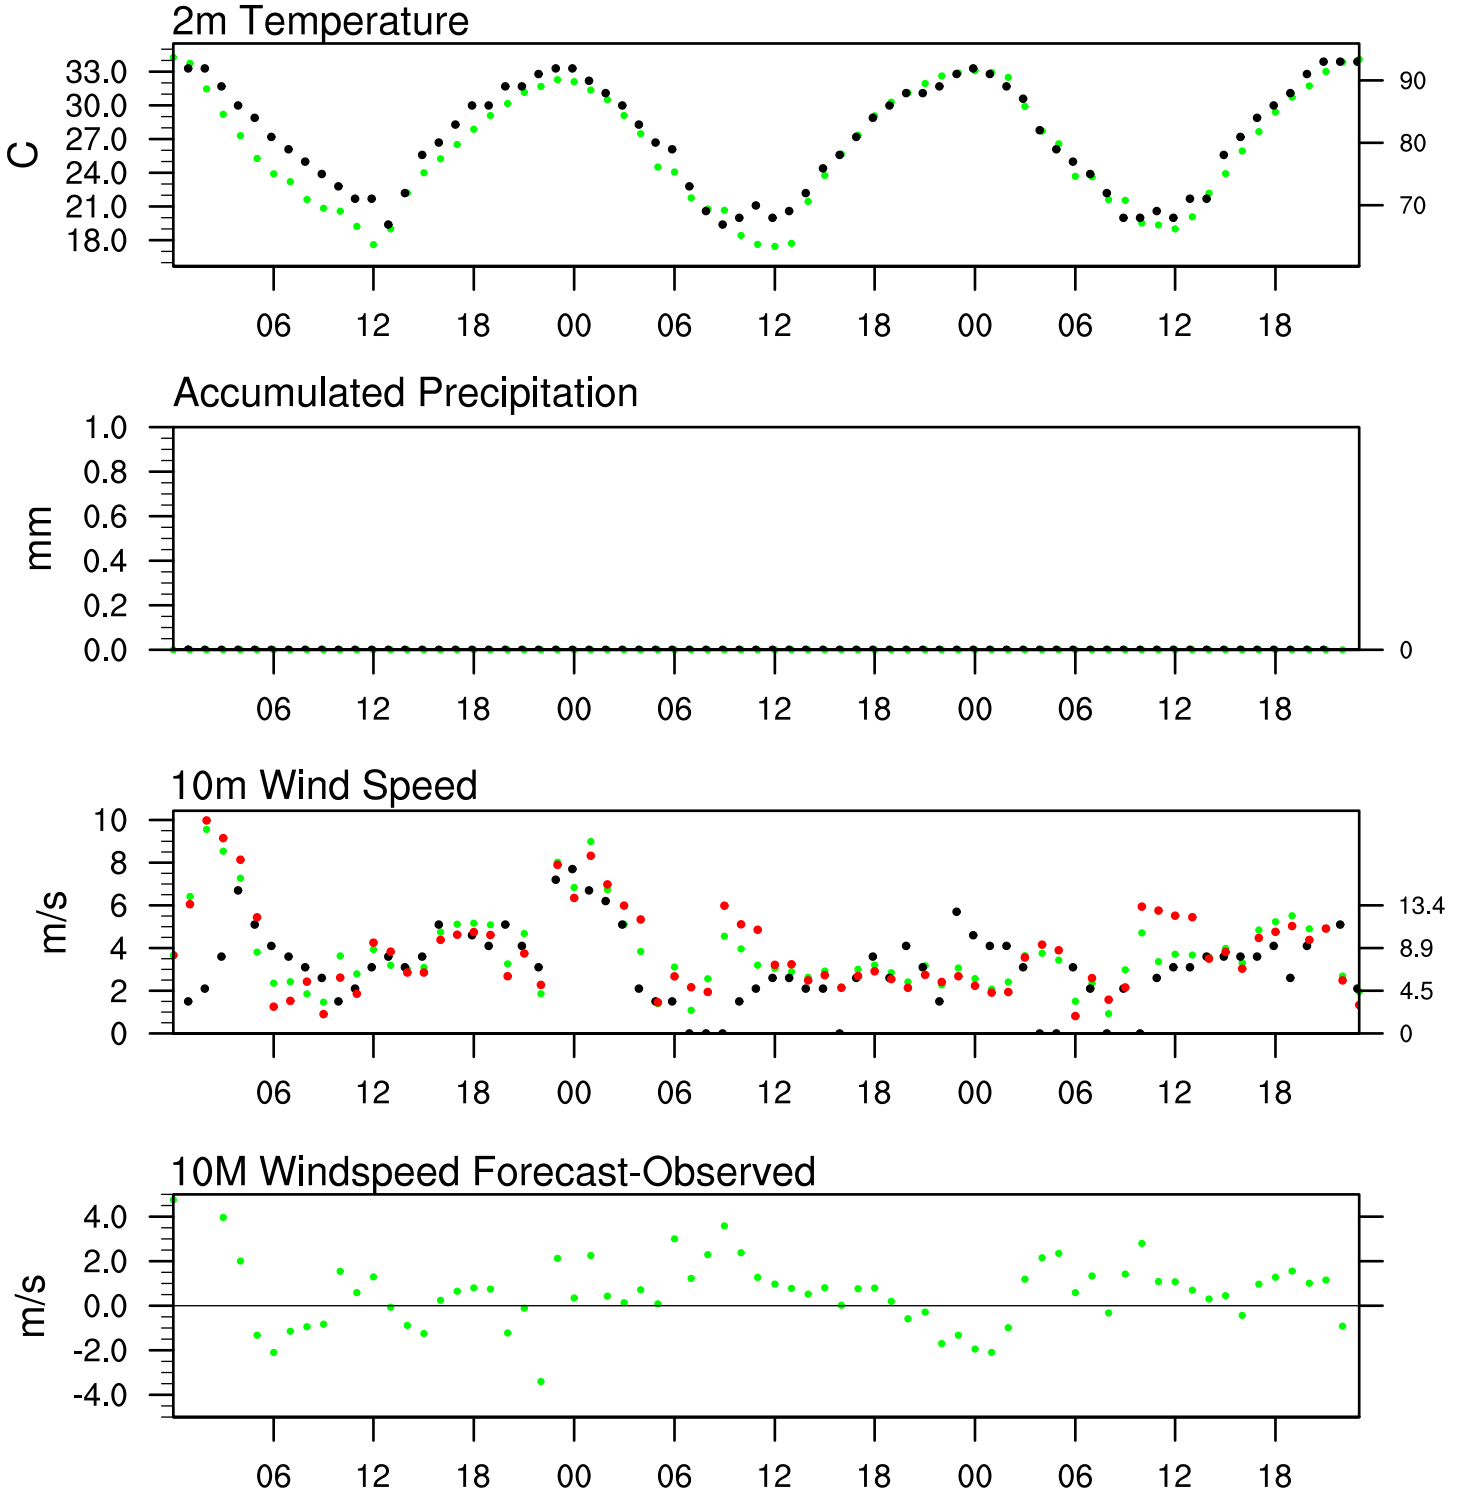 2m Temperature
33.0
30.0
27.0
24.0
21.0
18.0
C
90
80
70
06 12 18 00 06 12 18 00 06 12 18
Accumulated Precipitation
1.0
0.8
0.6
0.4
0.2
0.0
mm
0
06 12 18 00 06 12 18 00 06 12 18
10m Wind Speed
10
8
6
4
2
0
m/s
13.4
8.9
4.5
0
06 12 18 00 06 12 18 00 06 12 18
10M Windspeed Forecast-Observed
4.0
2.0
0.0
-2.0
-4.0
m/s
06 12 18 00 06 12 18 00 06 12 18